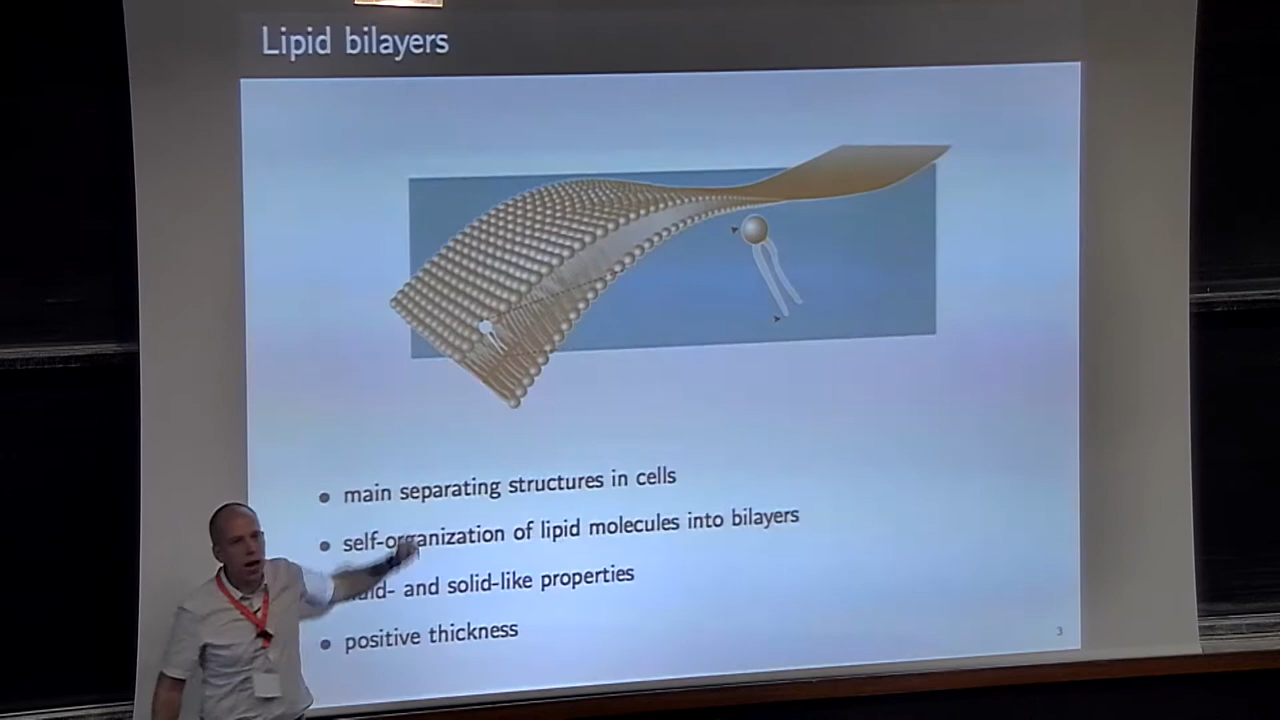 Lipid bilayers
main separating structures in cells
self-organization of lipid molecules into bilayers
and solid-like properties
positive thickness
3